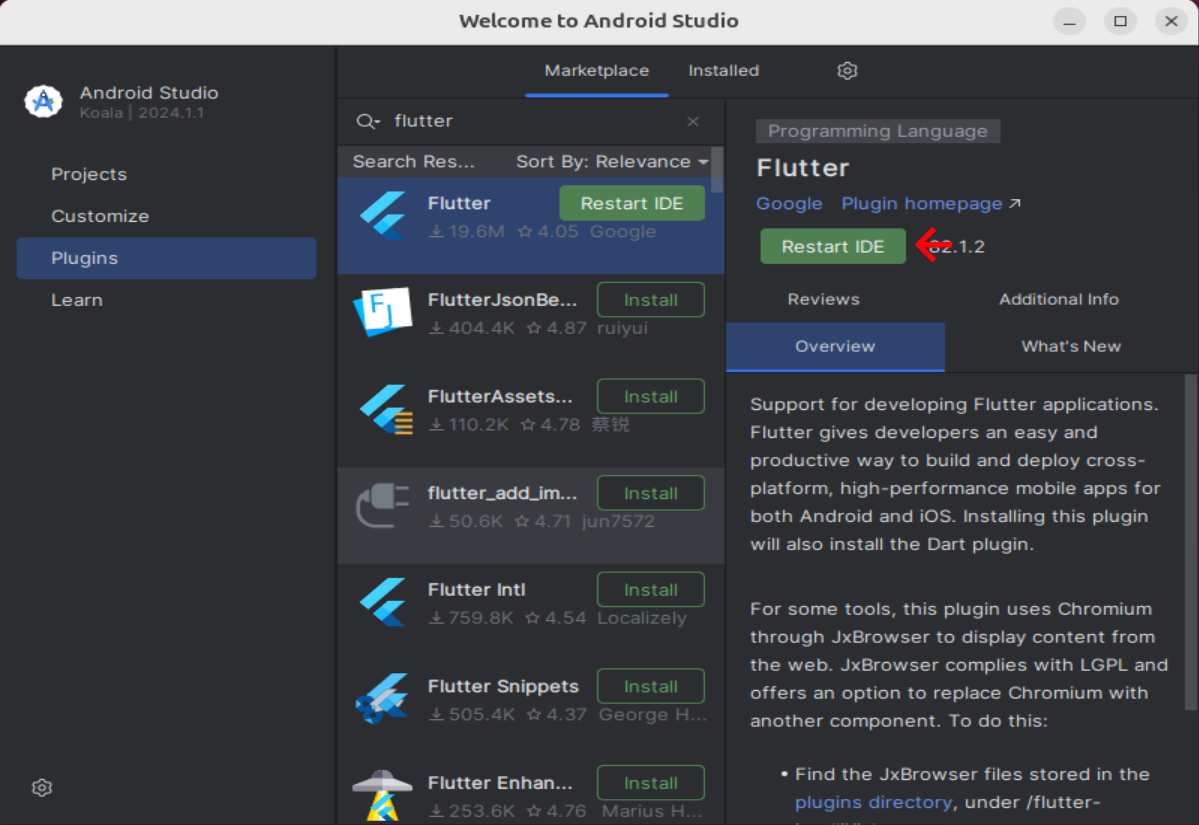 Welcome to Android Studio
Android Studio
Koala | 2024.1.1
Projects
Customize
Plugins
Learn
Marketplace
Installed
flutter
Search Res... Sort By: Relevance
Flutter
Restart IDE
19.6M 4.05 Google
FlutterJsonBe...
Install
404.4K 4.87 ruiyui
FlutterAssets...
Install
110.2K 4.78 蔡锐
flutter_add_im...
Install
50.6K 4.71 jun7572
Flutter Intl
Install
759.8K 4.54 Localizely
Flutter Snippets
Install
505.4K 4.37 George H...
Flutter Enhan...
Install
253.6K 4.76 Marius H...
Programming Language
Flutter
Google Plugin homepage ↗
Restart IDE
82.1.2
Reviews
Additional Info
Overview
What's New
Support for developing Flutter applications.
Flutter gives developers an easy and
productive way to build and deploy cross-
platform, high-performance mobile apps for
both Android and iOS. Installing this plugin
will also install the Dart plugin.
For some tools, this plugin uses Chromium
through JxBrowser to display content from
the web. JxBrowser complies with LGPL and
offers an option to replace Chromium with
another component. To do this:
• Find the JxBrowser files stored in the
plugins directory, under /flutter-